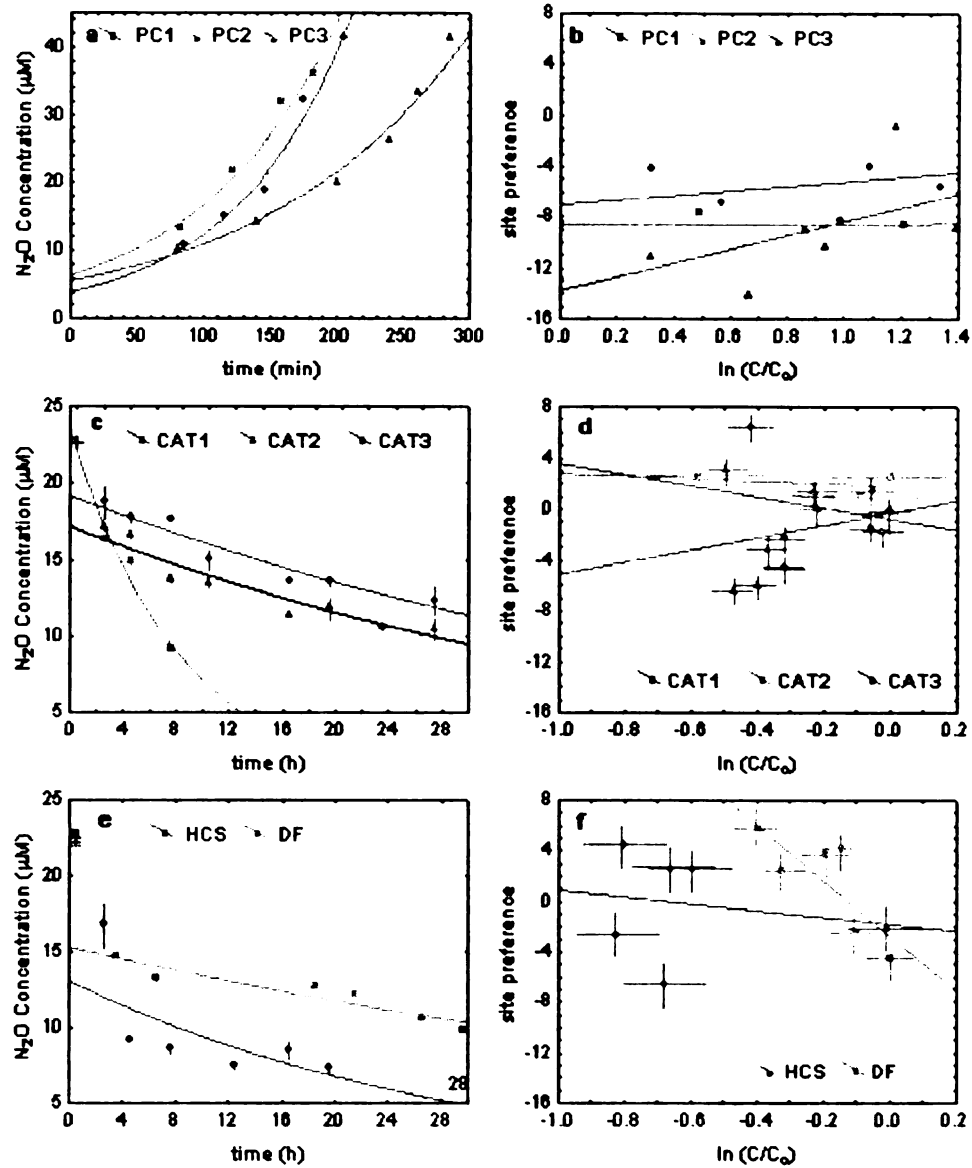 a PC1 PC2 PC3
40
30
20
10
0
0 50 100 150 200 250 300
N₂O Concentration (μM)
time (min)
b PC1 PC2 PC3
8
4
0
-4
-8
-12
-16
0.0 0.2 0.4 0.6 0.8 1.0 1.2 1.4
site preference
ln (C/C₀)
c CAT1 CAT2 CAT3
25
20
15
10
5
0 4 8 12 16 20 24 28
N₂O Concentration (μM)
time (h)
d
8
4
0
-4
-8
-12
-16
CAT1 CAT2 CAT3
-1.0 -0.8 -0.6 -0.4 -0.2 0.0 0.2
site preference
ln (C/C₀)
e HCS DF
25
20
15
10
5
28
0 4 8 12 16 20 24 28
N₂O Concentration (μM)
time (h)
f
8
4
0
-4
-8
-12
-16
HCS DF
-1.0 -0.8 -0.6 -0.4 -0.2 0.0 0.2
site preference
ln (C/C₀)